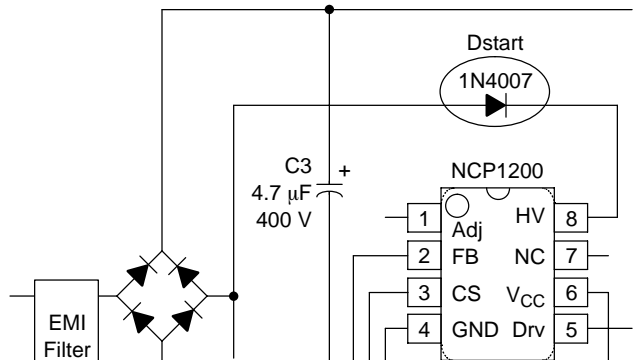 Dstart
1N4007
C3
+
4.7 μF
400 V
NCP1200
1
Adj
HV
8
2
FB
NC
7
3
CS
VCC
6
4
GND
Drv
5
EMI
Filter